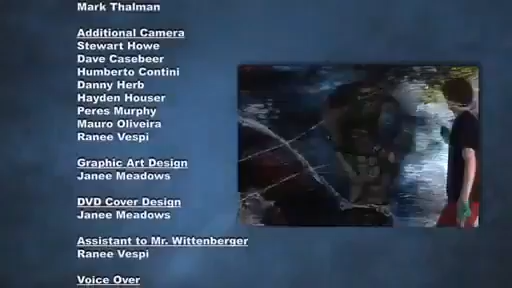 Mark Thalman
Additional Camera
Stewart Howe
Dave Casebeer
Humberto Contini
Danny Herb
Hayden Houser
Peres Murphy
Mauro Oliveira
Ranee Vespi
Graphic Art Design
Janee Meadows
DVD Cover Design
Janee Meadows
Assistant to Mr. Wittenberger
Ranee Vespi
Voice Over